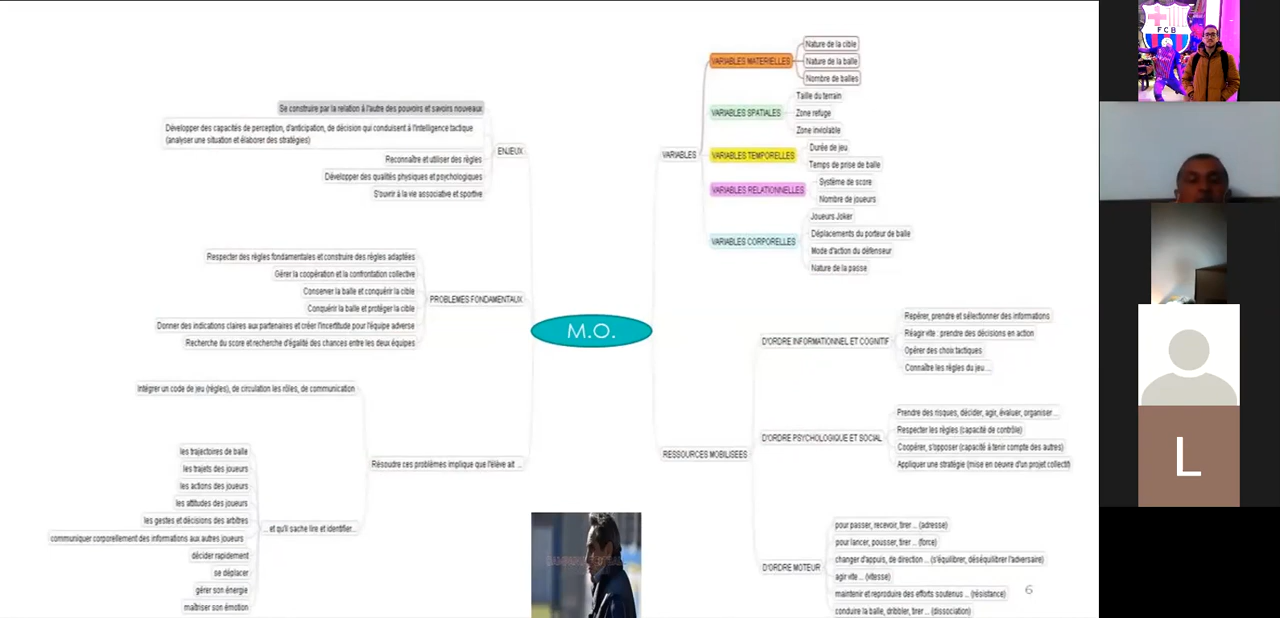 Se construire par la relation à l'autre des pouvoirs et savoirs nouveaux
Développer des capacités de perception, d'anticipation, de décision qui conduisent à l'intelligence tactique
(analyser une situation et élaborer des stratégies)
Reconnaître et utiliser des règles
Développer des qualités physiques et psychologiques
S'ouvrir à la vie associative et sportive
ENJEUX
Respecter des règles fondamentales et construire des règles adaptées
Gérer la coopération et la confrontation collective
Conserver la balle et conquérir la cible
Conquérir la balle et protéger la cible
Donner des indications claires aux partenaires et créer l'incertitude pour l'équipe adverse
Recherche du score et recherche d'égalité des chances entre les deux équipes
PROBLEMES FONDAMENTAUX
Intégrer un code de jeu (règles), de circulation les rôles, de communication
Résoudre ces problèmes implique que l'élève ait ...
les trajectoires de balle
les trajets des joueurs
les actions des joueurs
les attitudes des joueurs
les gestes et décisions des arbitres
communiquer corporellement des informations aux autres joueurs
décider rapidement
se déplacer
gérer son énergie
maîtriser son émotion
... et qu'il sache lire et identifier...
M.O.
VARIABLES
VARIABLES MATERIELLES
Nature de la cible
Nature de la balle
Nombre de balles
VARIABLES SPATIALES
Taille du terrain
Zone refuge
Zone inviolable
VARIABLES TEMPORELLES
Durée de jeu
Temps de prise de balle
VARIABLES RELATIONNELLES
Système de score
Nombre de joueurs
VARIABLES CORPORELLES
Joueurs Joker
Déplacements du porteur de balle
Mode d'action du défenseur
Nature de la passe
RESSOURCES MOBILISEES
D'ORDRE INFORMATIONNEL ET COGNITIF
Repérer, prendre et sélectionner des informations
Réagir vite : prendre des décisions en action
Opérer des choix tactiques
Connaître les règles du jeu ...
D'ORDRE PSYCHOLOGIQUE ET SOCIAL
Prendre des risques, décider, agir, évaluer, organiser ...
Respecter les règles (capacité de contrôle)
Coopérer, s'opposer (capacité à tenir compte des autres)
Appliquer une stratégie (mise en oeuvre d'un projet collectif)
D'ORDRE MOTEUR
pour passer, recevoir, tirer ... (adresse)
pour lancer, pousser, tirer ... (force)
changer d'appuis, de direction ... (s'équilibrer, déséquilibrer l'adversaire)
agir vite ... (vitesse)
maintenir et reproduire des efforts soutenus ... (résistance)
conduire la balle, dribbler, tirer ... (dissociation)
6
FCB
L